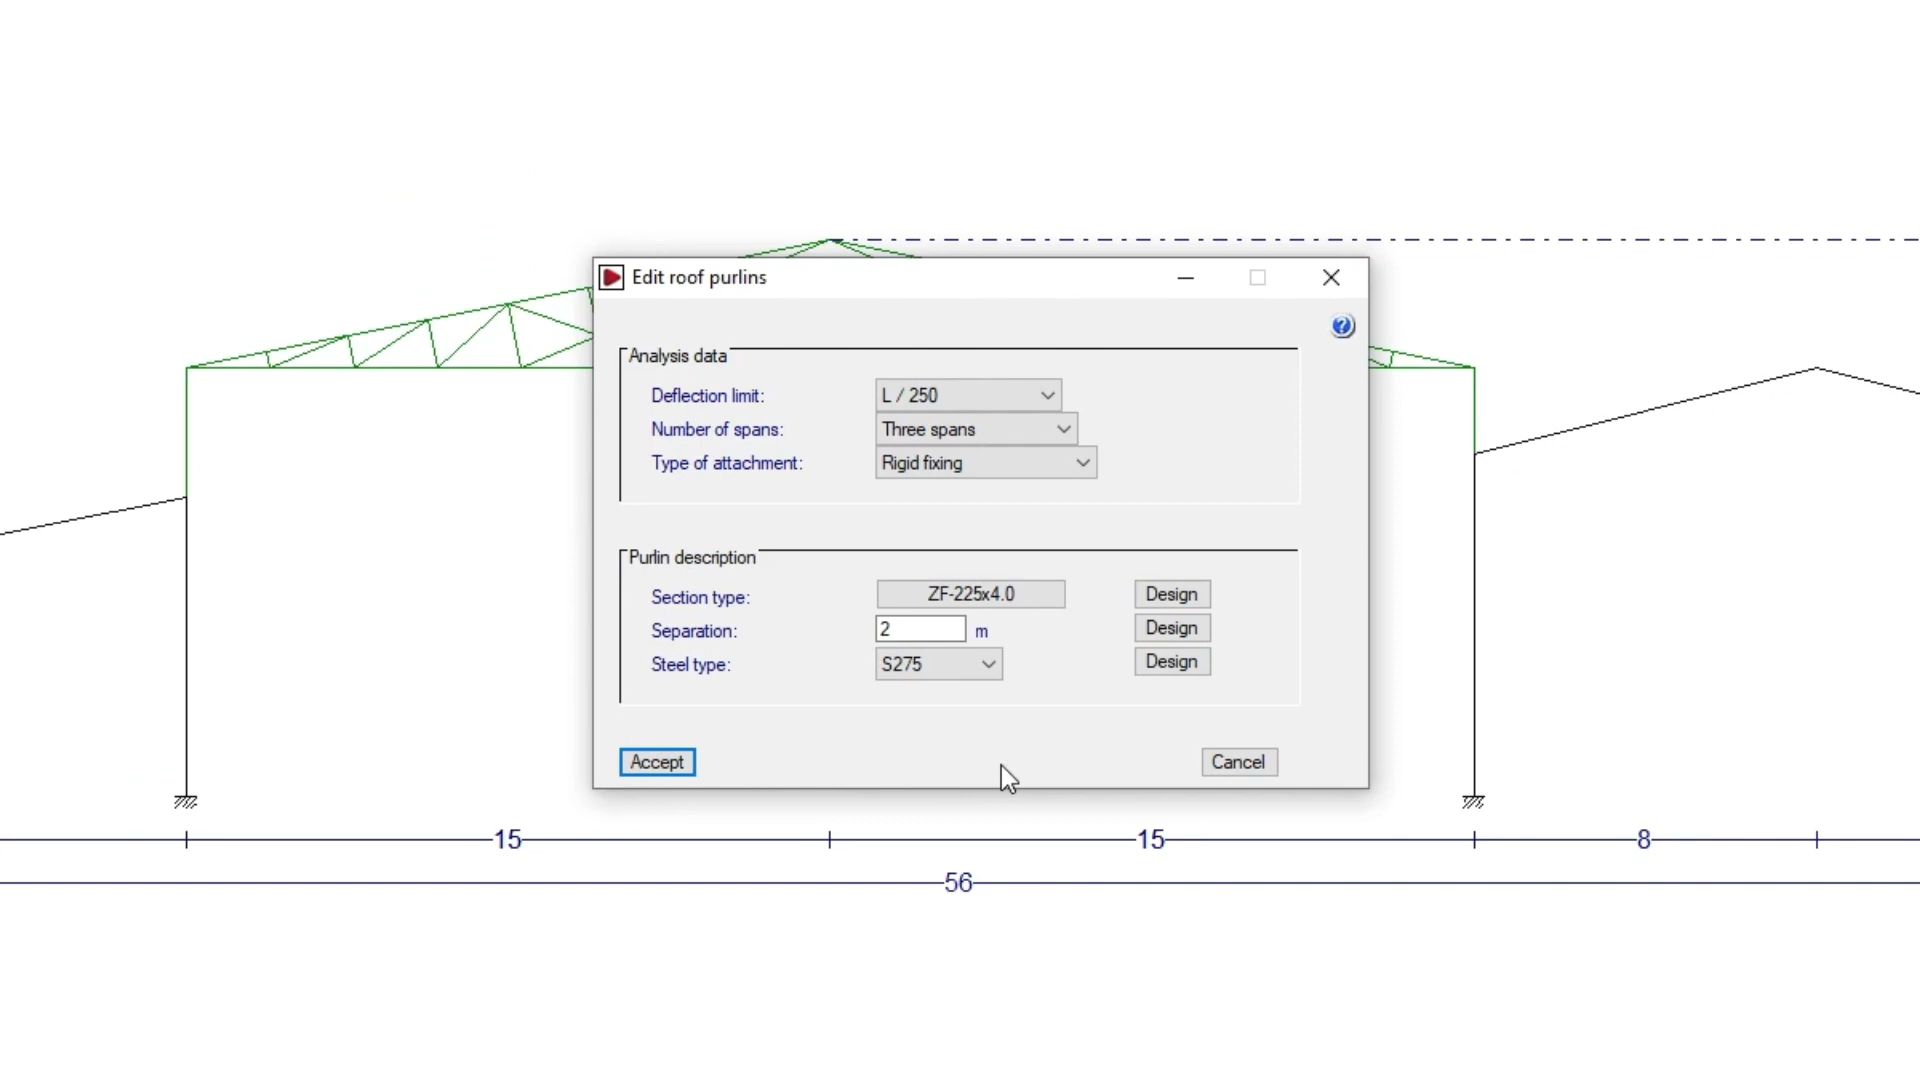 Edit roof purlins
Analysis data
Deflection limit: L / 250
Number of spans: Three spans
Type of attachment: Rigid fixing
Purlin description
Section type: ZF-225x4.0 Design
Separation: 2 m Design
Steel type: S275 Design
Accept Cancel
15 15 8
56